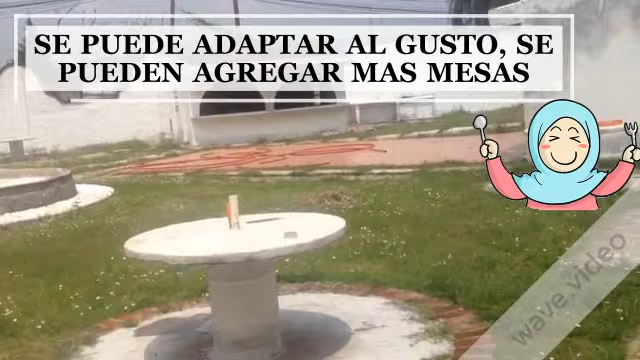 SE PUEDE ADAPTAR AL GUSTO, SE
PUEDEN AGREGAR MAS MESAS
wave.video